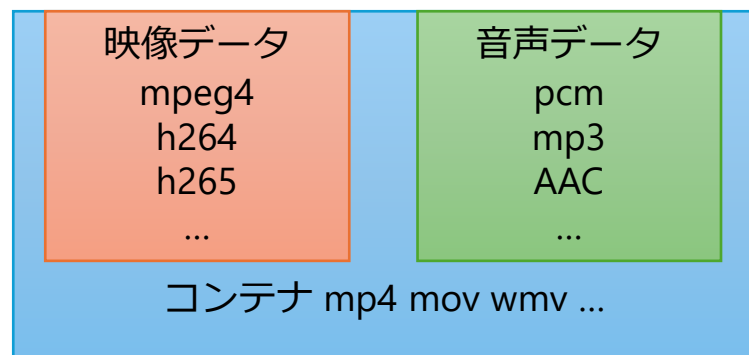 映像データ
mpeg4
h264
h265
…
音声データ
pcm
mp3
AAC
…
コンテナ mp4 mov wmv ...